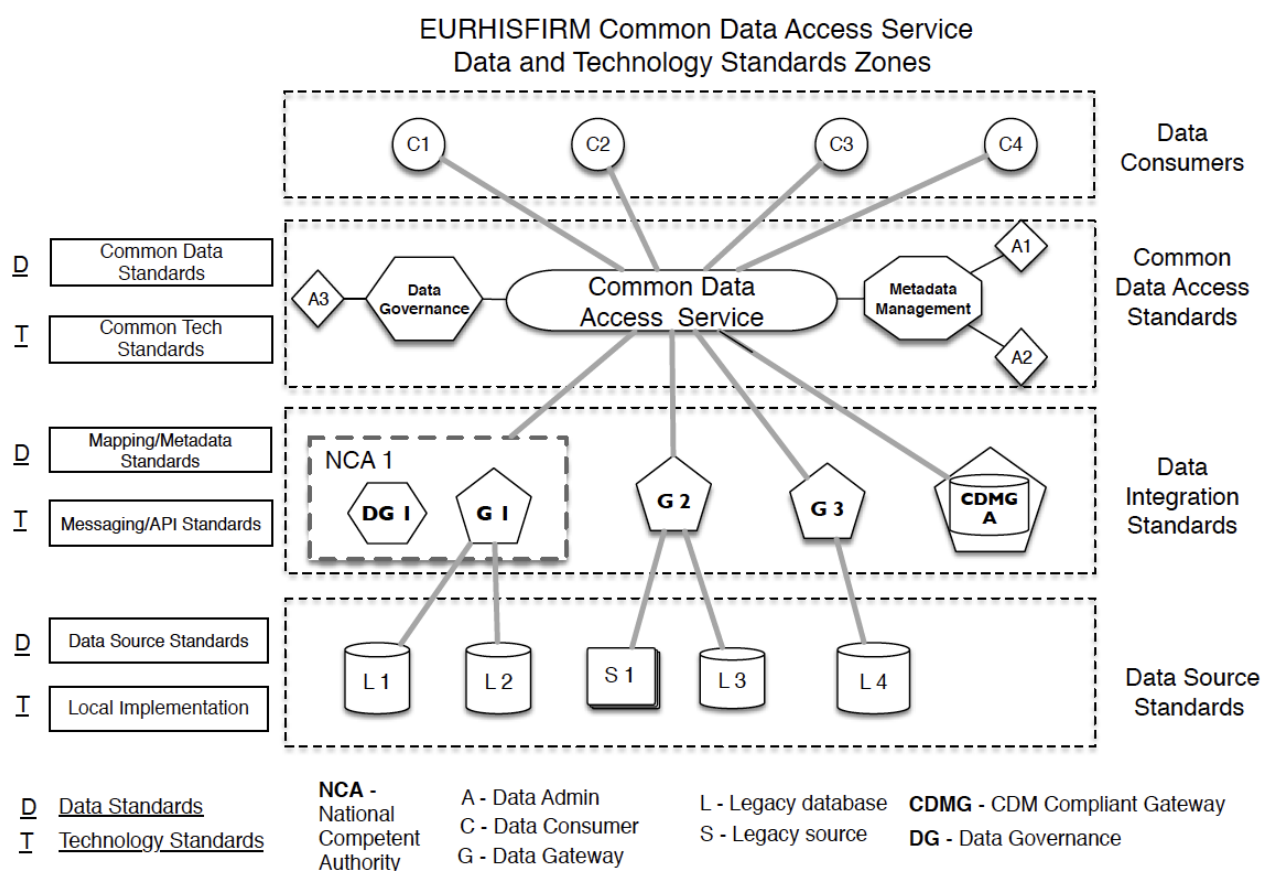 EURHISFIRM Common Data Access Service
Data and Technology Standards Zones
C1
C2
C3
C4
Data
Consumers
D
Common Data
Standards
T
Common Tech
Standards
A3
Data
Governance
Common Data
Access Service
Metadata
Management
A1
A2
Common
Data Access
Standards
D
Mapping/Metadata
Standards
T
Messaging/API Standards
NCA 1
DG 1
G 1
G 2
G 3
CDMG
A
Data
Integration
Standards
D
Data Source Standards
T
Local Implementation
L 1
L 2
S 1
L 3
L 4
Data Source
Standards
D Data Standards
T Technology Standards
NCA -
National
Competent
Authority
A - Data Admin
C - Data Consumer
G - Data Gateway
L - Legacy database
S - Legacy source
CDMG - CDM Compliant Gateway
DG - Data Governance